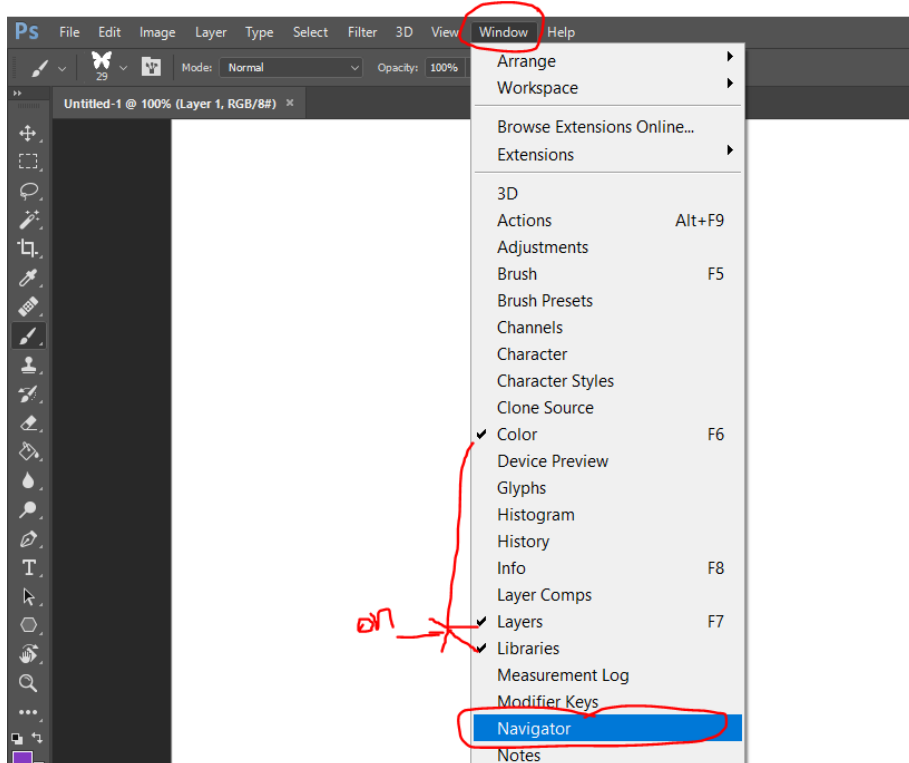 Ps File Edit Image Layer Type Select Filter 3D View Window Help
29 Mode: Normal Opacity: 100%
Untitled-1 @ 100% (Layer 1, RGB/8#) ×
Arrange
Workspace
Browse Extensions Online...
Extensions
3D
Actions Alt+F9
Adjustments
Brush F5
Brush Presets
Channels
Character
Character Styles
Clone Source
Color F6
Device Preview
Glyphs
Histogram
History
Info F8
Layer Comps
on
Layers F7
Libraries
Measurement Log
Modifier Keys
Navigator
Notes